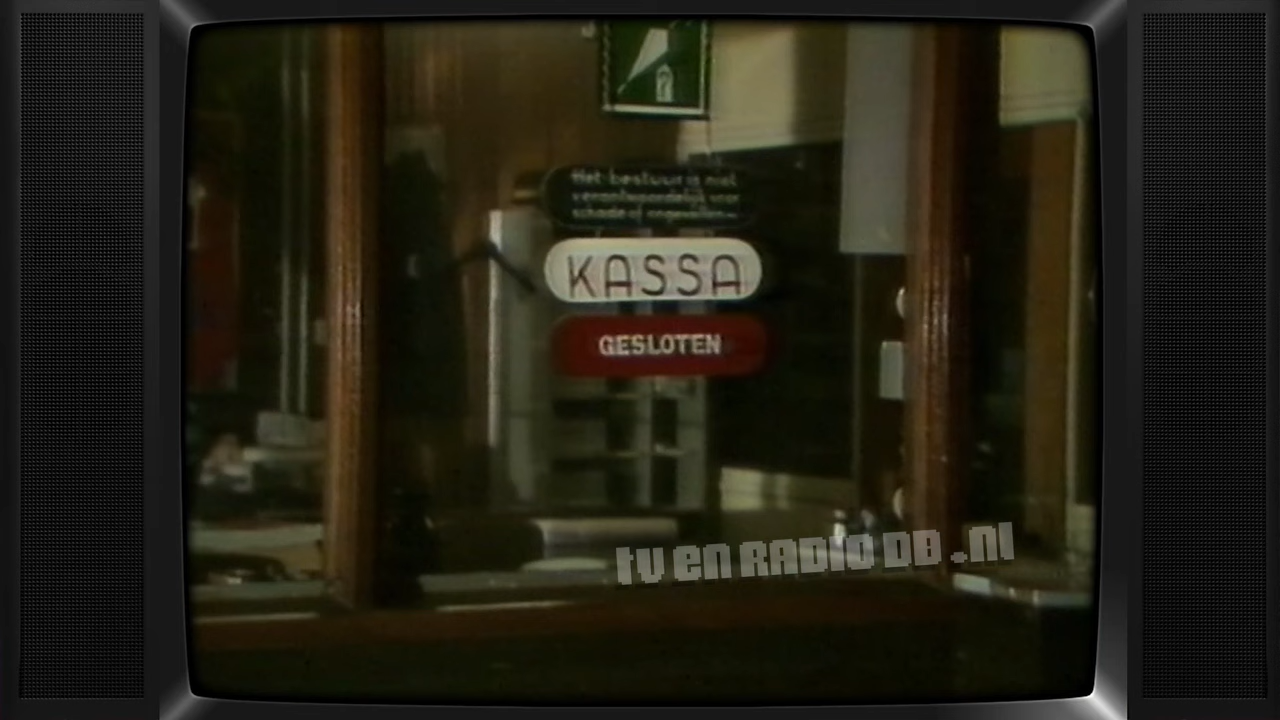 Het bestuur is niet
verantwoordelijk voor
schade of ongevallen
KASSA
GESLOTEN
tv en RADIO DB.nl